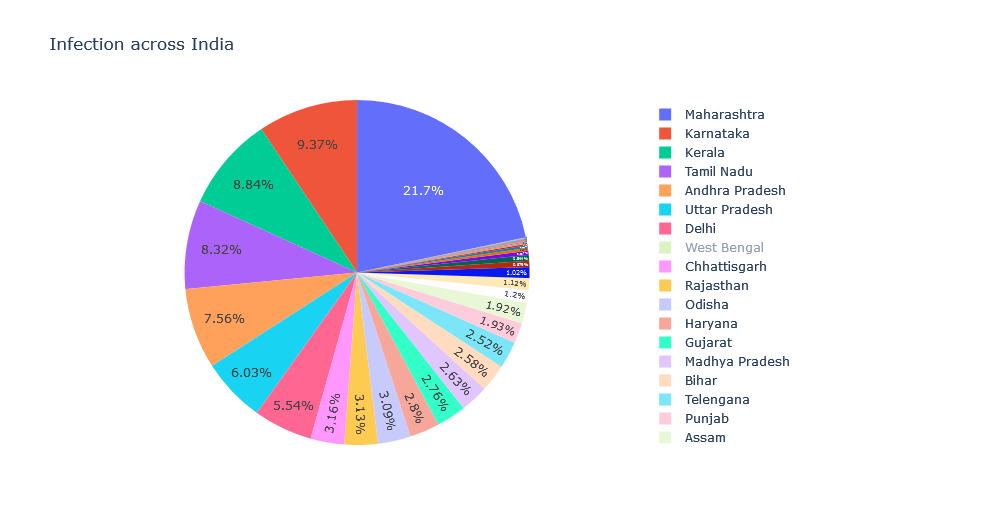 Infection across India
21.7%
9.37%
8.84%
8.32%
7.56%
6.03%
5.54%
3.16%
3.13%
3.09%
2.8%
2.76%
2.63%
2.58%
2.52%
1.93%
1.92%
1.2%
1.12%
1.02%
Maharashtra
Karnataka
Kerala
Tamil Nadu
Andhra Pradesh
Uttar Pradesh
Delhi
West Bengal
Chhattisgarh
Rajasthan
Odisha
Haryana
Gujarat
Madhya Pradesh
Bihar
Telengana
Punjab
Assam